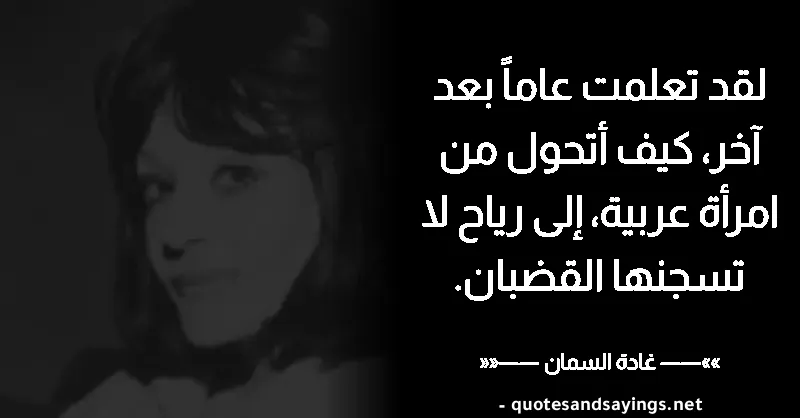 لقد تعلمت عاماً بعد
آخر، كيف أتحول من
امرأة عربية، إلى رياح لا
تسجنها القضبان.
»»—— غادة السمان ——««
- quotesandsayings.net